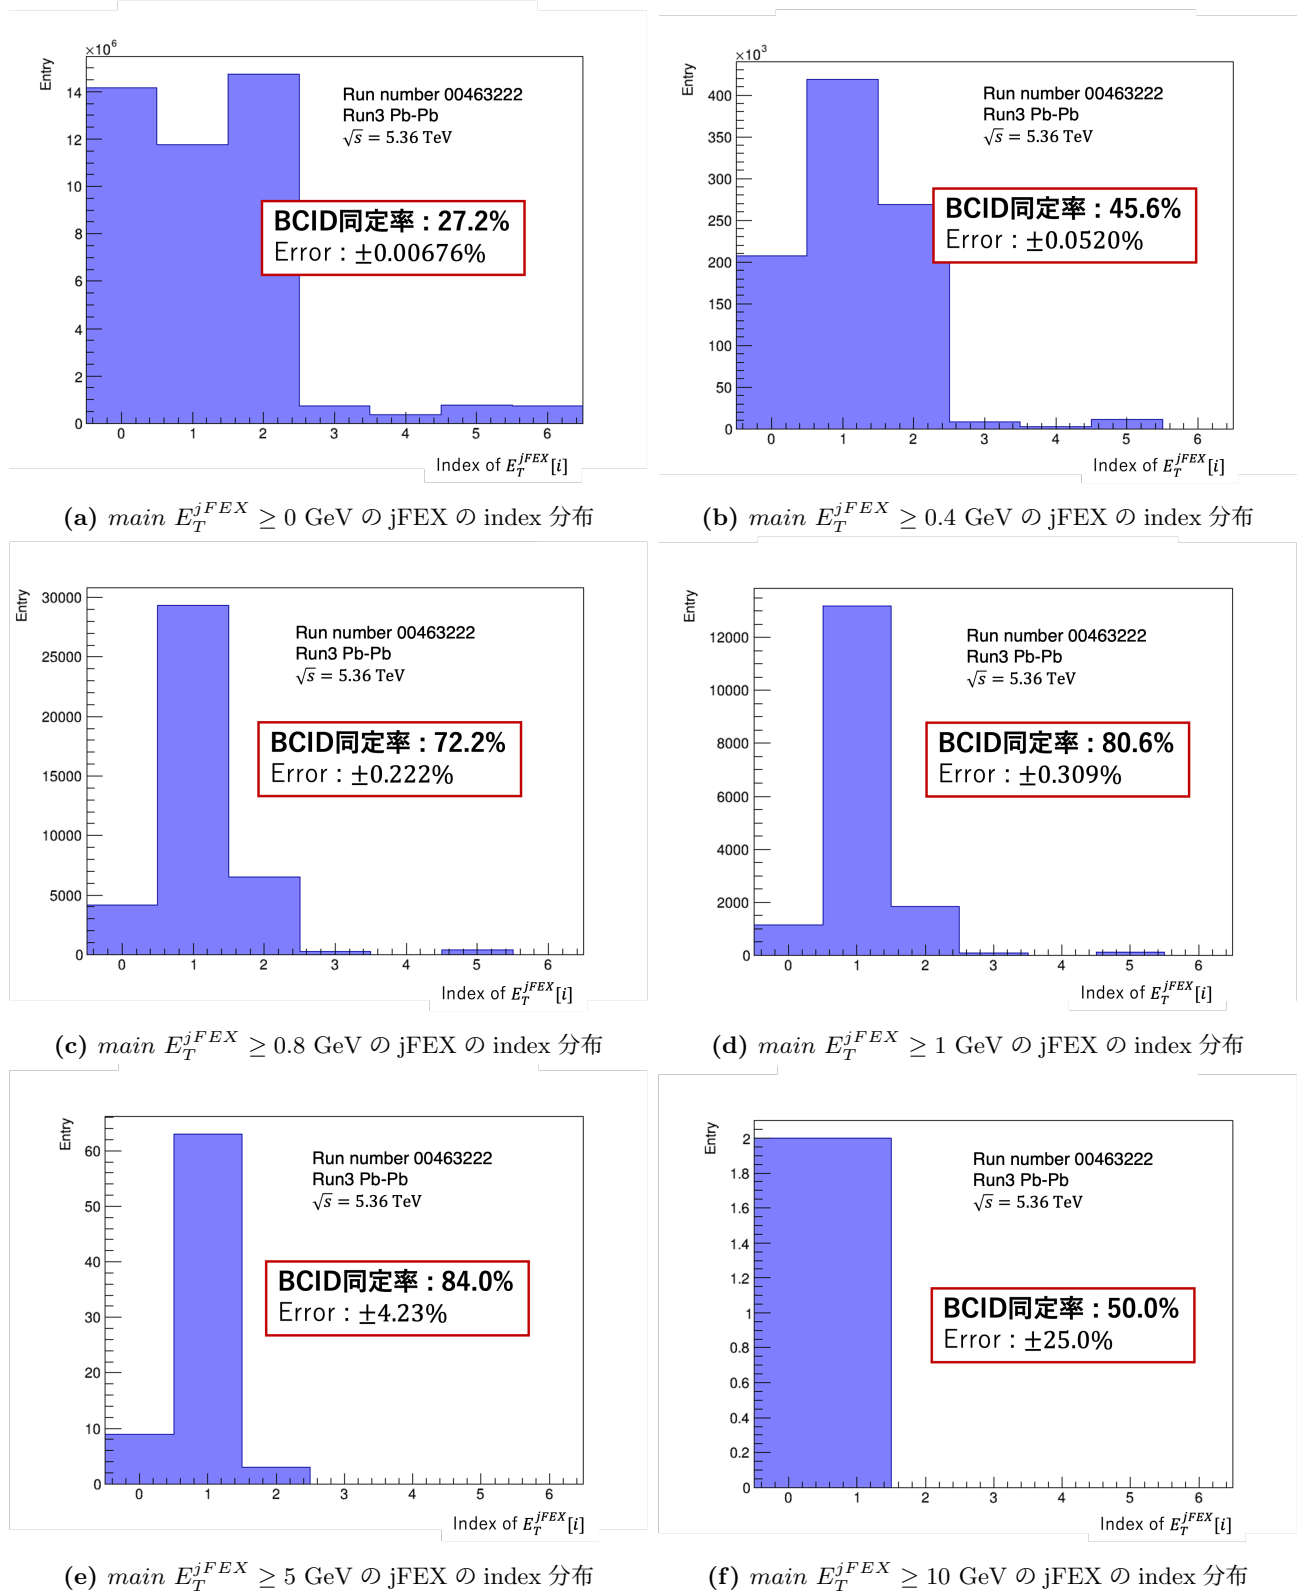 ×10⁶
Entry
14
12
10
8
6
4
2
0
Run number 00463222
Run3 Pb-Pb
√s = 5.36 TeV
BCID同定率 : 27.2%
Error : ±0.00676%
0 1 2 3 4 5 6
Index of E_T^{jFEX}[i]
(a) main E_T^{jFEX} ≥ 0 GeV の jFEX の index 分布
×10³
Entry
400
350
300
250
200
150
100
50
0
Run number 00463222
Run3 Pb-Pb
√s = 5.36 TeV
BCID同定率 : 45.6%
Error : ±0.0520%
0 1 2 3 4 5 6
Index of E_T^{jFEX}[i]
(b) main E_T^{jFEX} ≥ 0.4 GeV の jFEX の index 分布
Entry
30000
25000
20000
15000
10000
5000
0
Run number 00463222
Run3 Pb-Pb
√s = 5.36 TeV
BCID同定率 : 72.2%
Error : ±0.222%
0 1 2 3 4 5 6
Index of E_T^{jFEX}[i]
(c) main E_T^{jFEX} ≥ 0.8 GeV の jFEX の index 分布
Entry
12000
10000
8000
6000
4000
2000
0
Run number 00463222
Run3 Pb-Pb
√s = 5.36 TeV
BCID同定率 : 80.6%
Error : ±0.309%
0 1 2 3 4 5 6
Index of E_T^{jFEX}[i]
(d) main E_T^{jFEX} ≥ 1 GeV の jFEX の index 分布
Entry
60
50
40
30
20
10
0
Run number 00463222
Run3 Pb-Pb
√s = 5.36 TeV
BCID同定率 : 84.0%
Error : ±4.23%
0 1 2 3 4 5 6
Index of E_T^{jFEX}[i]
(e) main E_T^{jFEX} ≥ 5 GeV の jFEX の index 分布
Entry
2
1.8
1.6
1.4
1.2
1
0.8
0.6
0.4
0.2
0
Run number 00463222
Run3 Pb-Pb
√s = 5.36 TeV
BCID同定率 : 50.0%
Error : ±25.0%
0 1 2 3 4 5 6
Index of E_T^{jFEX}[i]
(f) main E_T^{jFEX} ≥ 10 GeV の jFEX の index 分布